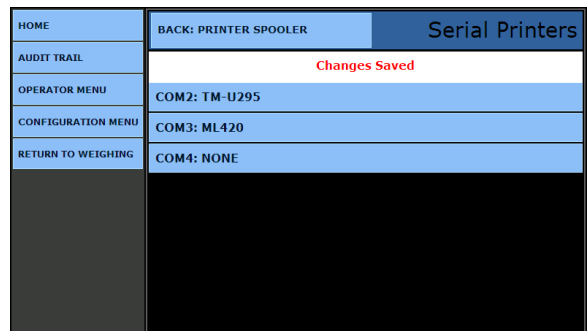 HOME
AUDIT TRAIL
OPERATOR MENU
CONFIGURATION MENU
RETURN TO WEIGHING
BACK: PRINTER SPOOLER
Serial Printers
Changes Saved
COM2: TM-U295
COM3: ML420
COM4: NONE